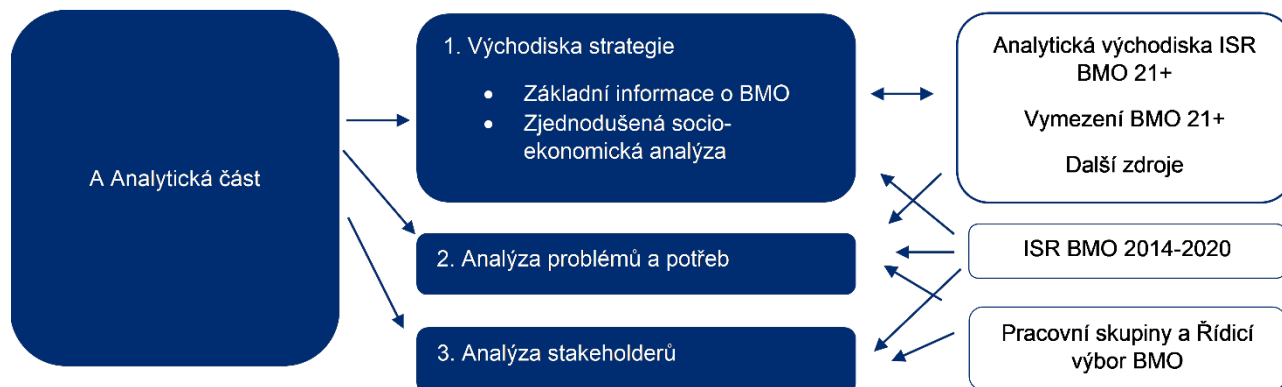 A Analytická část
1. Východiska strategie
• Základní informace o BMO
• Zjednodušená socio-
ekonomická analýza
2. Analýza problémů a potřeb
3. Analýza stakeholderů
Analytická východiska ISR
BMO 21+
Vymezení BMO 21+
Další zdroje
ISR BMO 2014-2020
Pracovní skupiny a Řídicí
výbor BMO